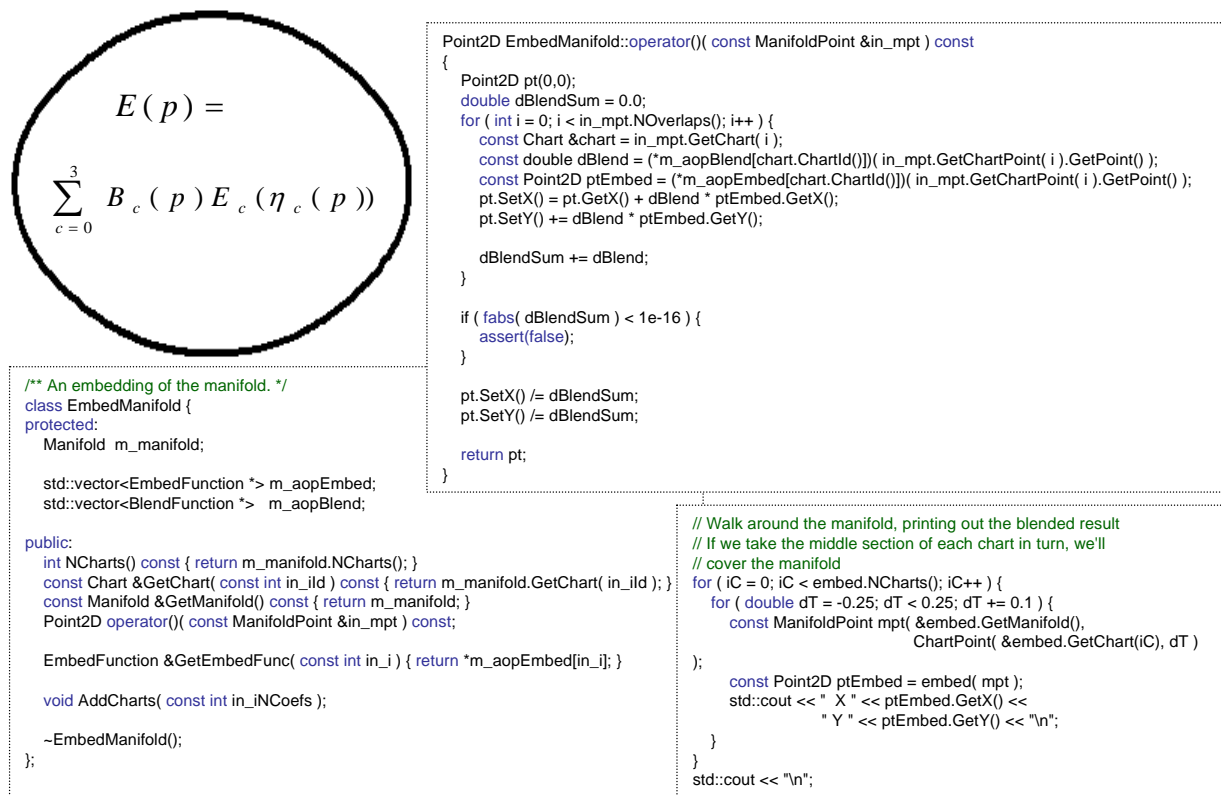 E ( p ) =
3
∑ B c ( p ) E c ( η c ( p ))
c = 0
Point2D EmbedManifold::operator()( const ManifoldPoint &in_mpt ) const
{
Point2D pt(0,0);
double dBlendSum = 0.0;
for ( int i = 0; i < in_mpt.NOverlaps(); i++ ) {
const Chart &chart = in_mpt.GetChart( i );
const double dBlend = (*m_aopBlend[chart.ChartId()])( in_mpt.GetChartPoint( i ).GetPoint() );
const Point2D ptEmbed = (*m_aopEmbed[chart.ChartId()])( in_mpt.GetChartPoint( i ).GetPoint() );
pt.SetX() = pt.GetX() + dBlend * ptEmbed.GetX();
pt.SetY() += dBlend * ptEmbed.GetY();
dBlendSum += dBlend;
}
if ( fabs( dBlendSum ) < 1e-16 ) {
assert(false);
}
pt.SetX() /= dBlendSum;
pt.SetY() /= dBlendSum;
return pt;
}
/** An embedding of the manifold. */
class EmbedManifold {
protected:
Manifold m_manifold;
std::vector<EmbedFunction *> m_aopEmbed;
std::vector<BlendFunction *> m_aopBlend;
public:
int NCharts() const { return m_manifold.NCharts(); }
const Chart &GetChart( const int in_iId ) const { return m_manifold.GetChart( in_iId ); }
const Manifold &GetManifold() const { return m_manifold; }
Point2D operator()( const ManifoldPoint &in_mpt ) const;
EmbedFunction &GetEmbedFunc( const int in_i ) { return *m_aopEmbed[in_i]; }
void AddCharts( const int in_iNCoefs );
~EmbedManifold();
};
// Walk around the manifold, printing out the blended result
// If we take the middle section of each chart in turn, we'll
// cover the manifold
for ( iC = 0; iC < embed.NCharts(); iC++ ) {
for ( double dT = -0.25; dT < 0.25; dT += 0.1 ) {
const ManifoldPoint mpt( &embed.GetManifold(),
ChartPoint( &embed.GetChart(iC), dT )
);
const Point2D ptEmbed = embed( mpt );
std::cout << " X " << ptEmbed.GetX() <<
" Y " << ptEmbed.GetY() << "\n";
}
}
std::cout << "\n";